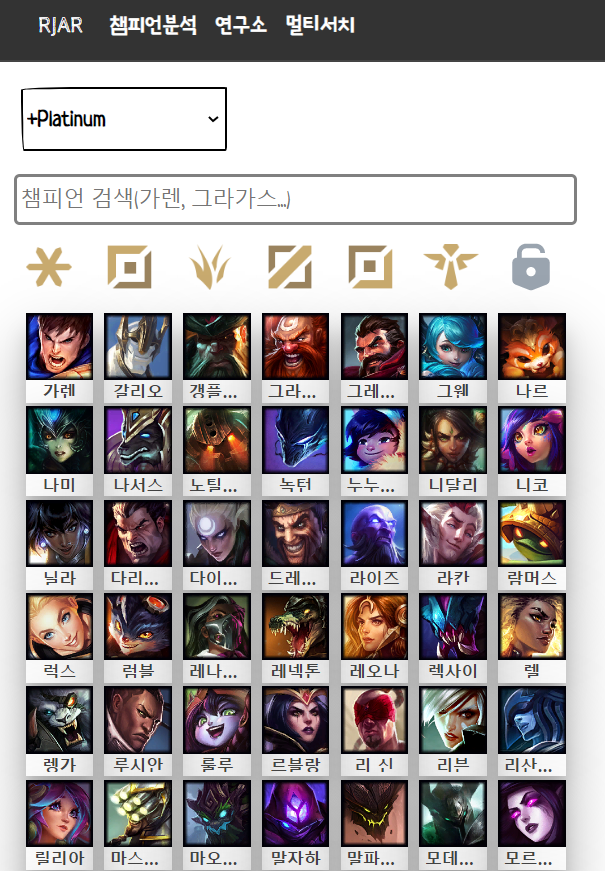 RJAR 챔피언분석 연구소 멀티서치
+Platinum
챔피언 검색(가렌, 그라가스...)
가렌 갈리오 갱플... 그라... 그레... 그웬 나르
나미 나서스 노틸... 녹턴 누누... 니달리 니코
닐라 다리... 다이... 드레... 라이즈 라칸 람머스
럭스 럼블 레나... 레넥톤 레오나 렉사이 렐
렝가 루시안 룰루 르블랑 리 신 리븐 리산...
릴리아 마스... 마오... 말자하 말파... 모데... 모르...